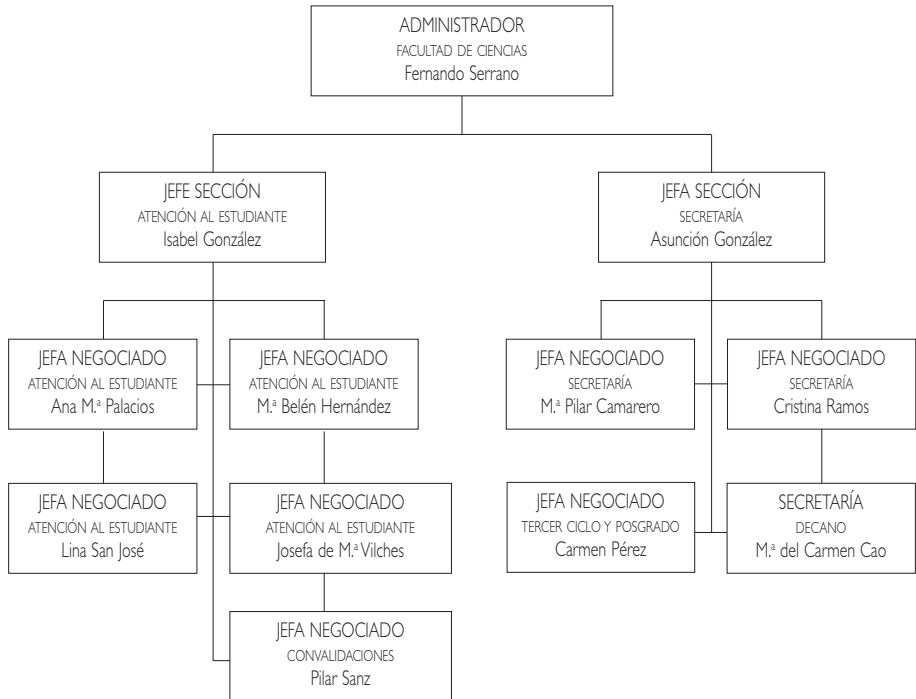 ADMINISTRADOR
FACULTAD DE CIENCIAS
Fernando Serrano
JEFE SECCIÓN
ATENCIÓN AL ESTUDIANTE
Isabel González
JEFA SECCIÓN
SECRETARÍA
Asunción González
JEFA NEGOCIADO
ATENCIÓN AL ESTUDIANTE
Ana M.ª Palacios
JEFA NEGOCIADO
ATENCIÓN AL ESTUDIANTE
M.ª Belén Hernández
JEFA NEGOCIADO
SECRETARÍA
M.ª Pilar Camarero
JEFA NEGOCIADO
SECRETARÍA
Cristina Ramos
JEFA NEGOCIADO
ATENCIÓN AL ESTUDIANTE
Lina San José
JEFA NEGOCIADO
ATENCIÓN AL ESTUDIANTE
Josefa de M.ª Vilches
JEFA NEGOCIADO
TERCER CICLO Y POSGRADO
Carmen Pérez
SECRETARÍA
DECANO
M.ª del Carmen Cao
JEFA NEGOCIADO
CONVALIDACIONES
Pilar Sanz